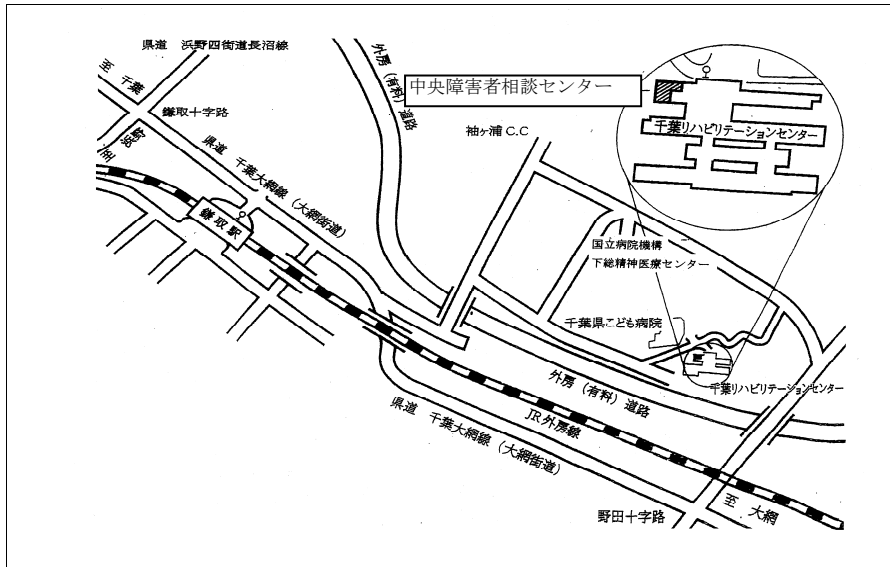 県道 浜野四街道長沼線
至 千葉
外房(有料)道路
中央障害者相談センター
鎌取十字路
袖ヶ浦C.C
千葉リハビリテーションセンター
至 浜野
県道 千葉大網線(大網街道)
鎌取駅
国立病院機構
下総精神医療センター
千葉県こども病院
千葉リハビリテーションセンター
外房(有料)道路
JR外房線
県道 千葉大網線(大網街道)
至 大網
野田十字路